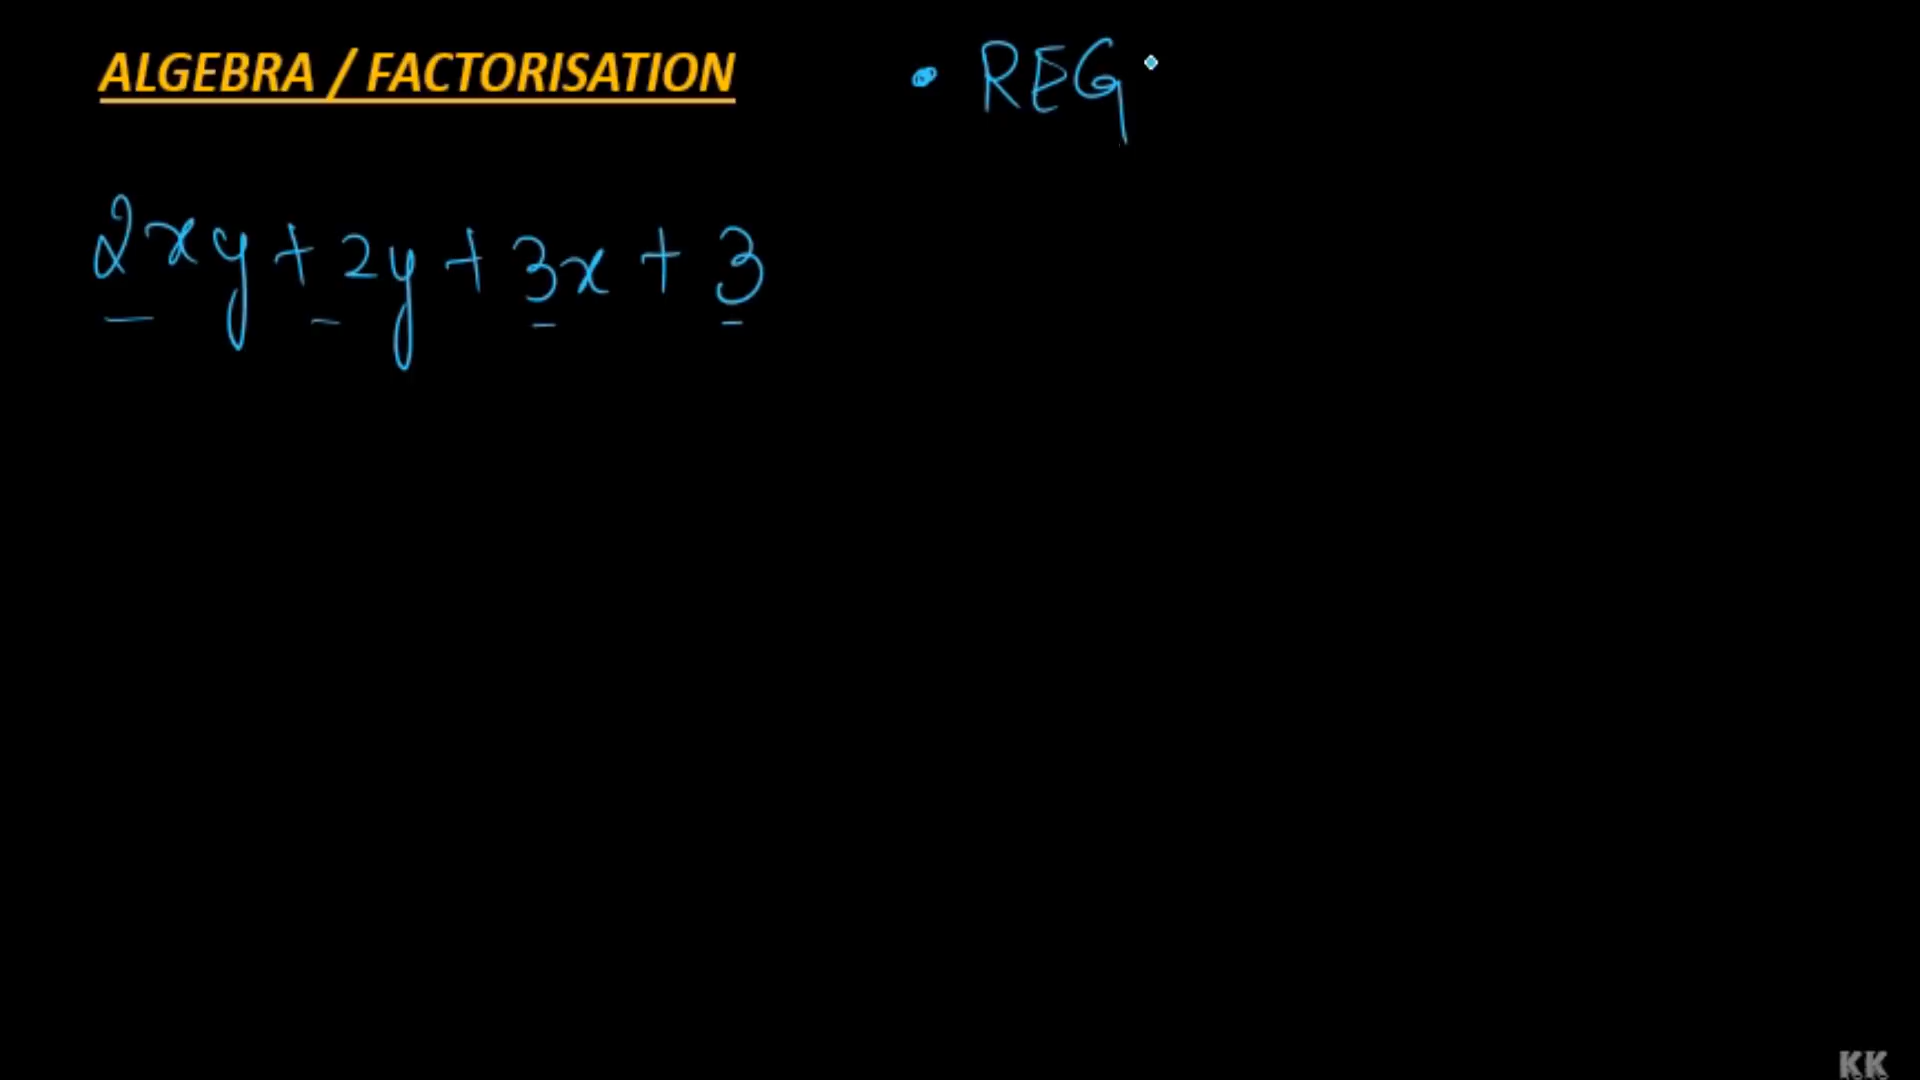 ALGEBRA / FACTORISATION
• REG
2xy + 2y + 3x + 3
KK